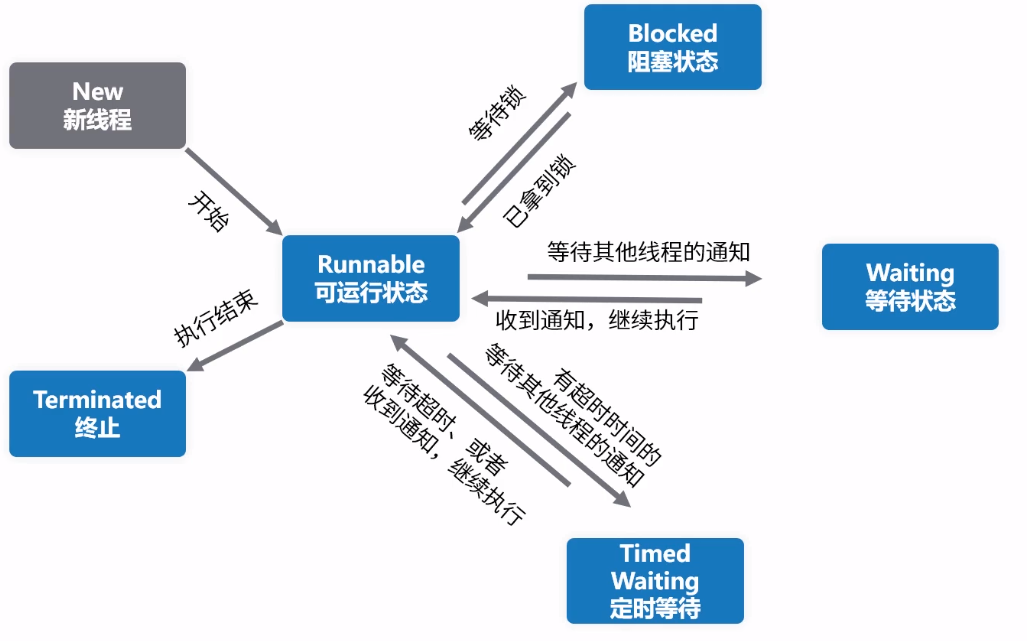 Blocked
阻塞状态
New
新线程
等待锁
已拿到锁
开始
等待其他线程的通知
Runnable
可运行状态
Waiting
等待状态
收到通知，继续执行
执行结束
有超时时间的
等待其他线程的通知
等待超时、或者
收到通知，继续执行
Terminated
终止
Timed
Waiting
定时等待